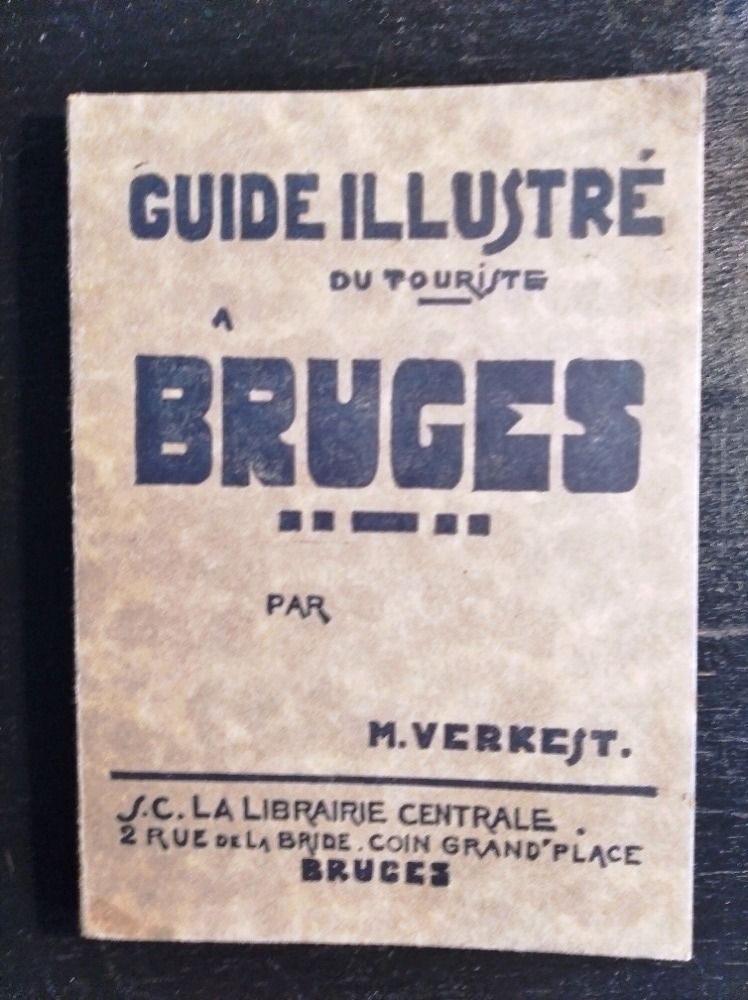 GUIDE ILLUSTRÉ
DU TOURISTE
A
BRUGES
PAR
M. VERKEST.
S.C. LA LIBRAIRIE CENTRALE.
2 RUE DE LA BRIDE. COIN GRAND'PLACE
BRUGES